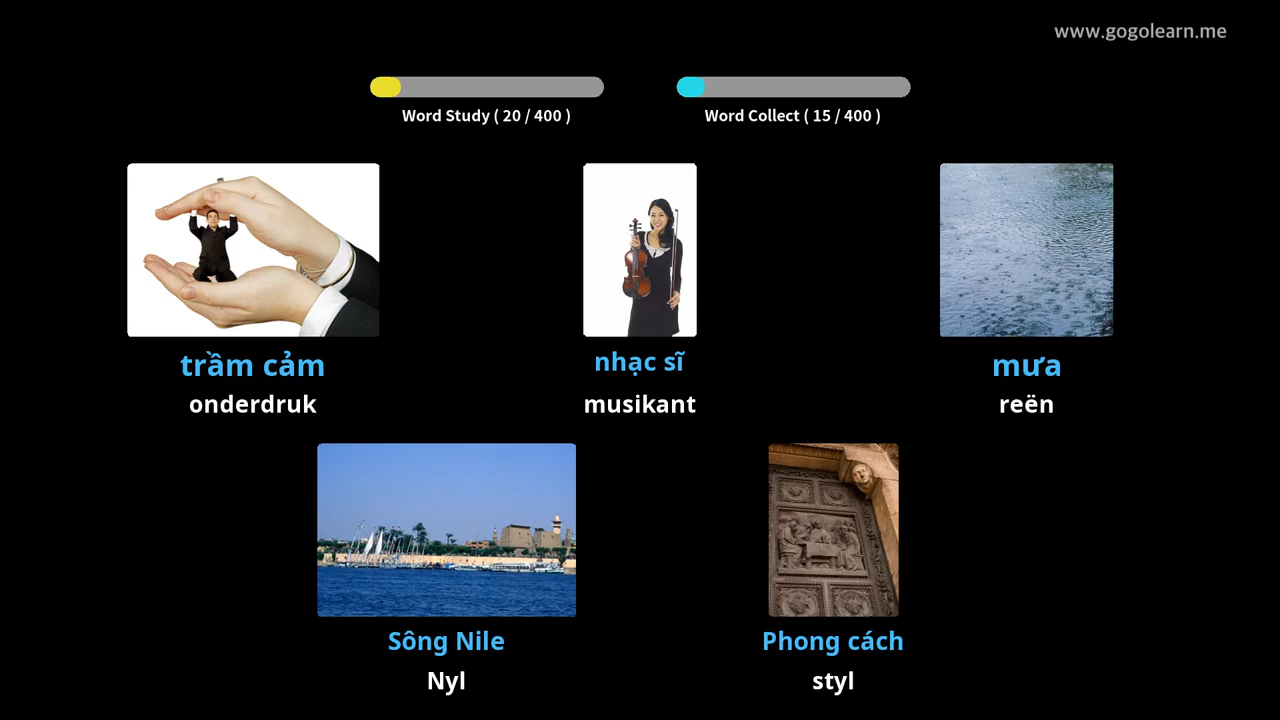 www.gogolearn.me
Word Study ( 20 / 400 )
Word Collect ( 15 / 400 )
trầm cảm
onderdruk
nhạc sĩ
musikant
mưa
reën
Sông Nile
Nyl
Phong cách
styl